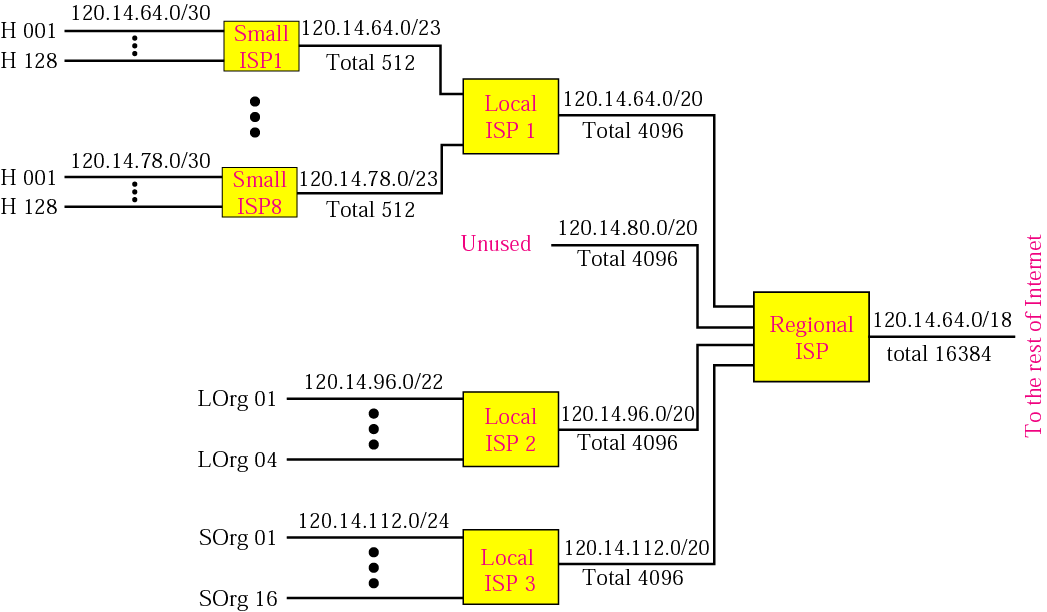 H 001
120.14.64.0/30
H 128
Small
ISP1
120.14.64.0/23
Total 512
H 001
120.14.78.0/30
H 128
Small
ISP8
120.14.78.0/23
Total 512
Local
ISP 1
120.14.64.0/20
Total 4096
Unused
120.14.80.0/20
Total 4096
LOrg 01
120.14.96.0/22
LOrg 04
Local
ISP 2
120.14.96.0/20
Total 4096
SOrg 01
120.14.112.0/24
SOrg 16
Local
ISP 3
120.14.112.0/20
Total 4096
Regional
ISP
120.14.64.0/18
total 16384
To the rest of Internet